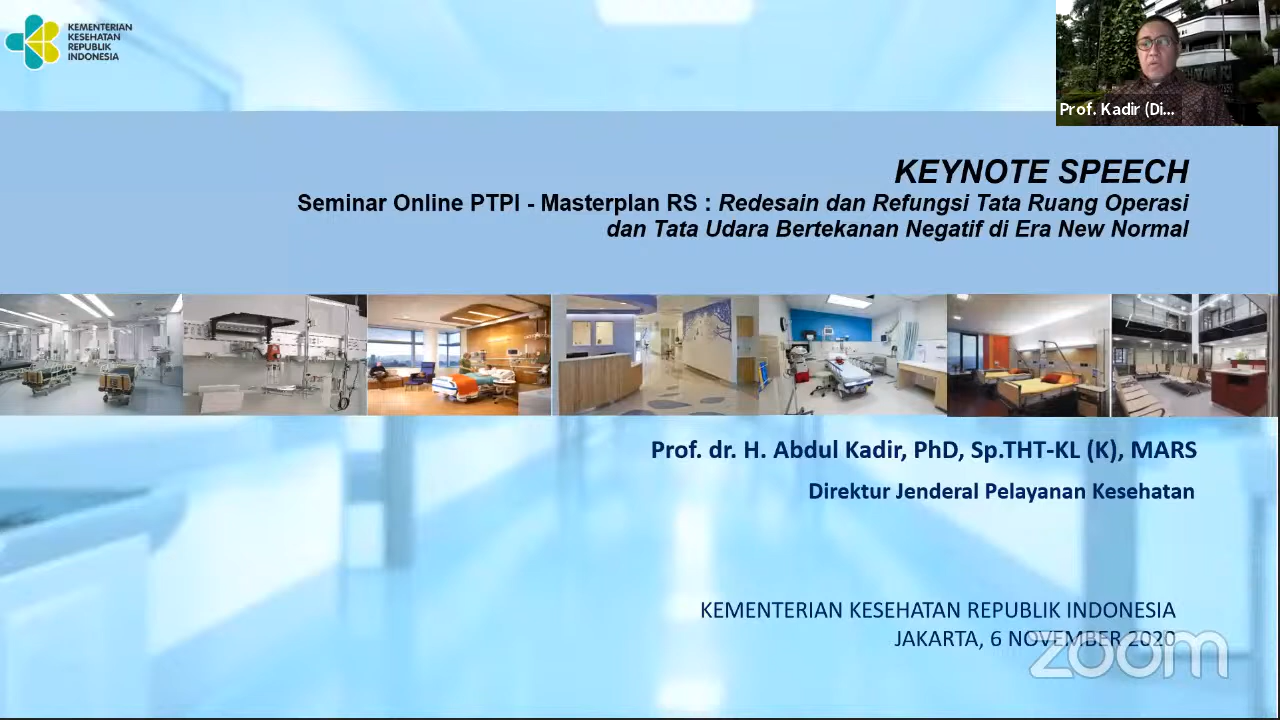 KEMENTERIAN
KESEHATAN
REPUBLIK
INDONESIA
Prof. Kadir (Di...
KEYNOTE SPEECH
Seminar Online PTPI - Masterplan RS : Redesain dan Refungsi Tata Ruang Operasi
dan Tata Udara Bertekanan Negatif di Era New Normal
Prof. dr. H. Abdul Kadir, PhD, Sp.THT-KL (K), MARS
Direktur Jenderal Pelayanan Kesehatan
KEMENTERIAN KESEHATAN REPUBLIK INDONESIA
JAKARTA, 6 NOVEMBER 2020
zoom